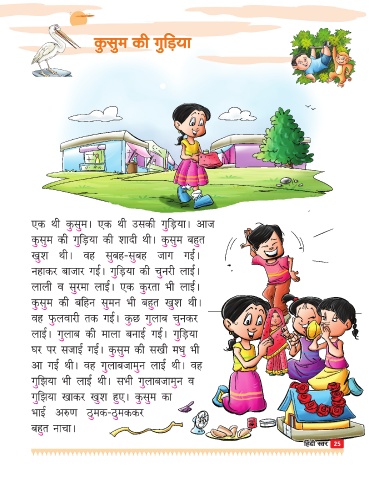 कुसुम की गुड़िया
एक थी कुसुम। एक थी उसकी गुड़िया। आज
कुसुम की गुड़िया की शादी थी। कुसुम बहुत
खुश थी। वह सुबह-सुबह जाग गई।
नहाकर बाजार गई। गुड़िया की चुनरी लाई।
लाली व सुरमा लाई। एक कुरता भी लाई।
कुसुम की बहिन सुमन भी बहुत खुश थी।
वह फुलवारी तक गई। कुछ गुलाब चुनकर
लाई। गुलाब की माला बनाई गई। गुड़िया
घर पर सजाई गई। कुसुम की सखी मधु भी
आ गई थी। वह गुलाबजामुन लाई थी। वह
गुझिया भी लाई थी। सभी गुलाबजामुन व
गुझिया खाकर खुश हुए। कुसुम का
भाई अरुण ठुमक-ठुमककर
बहुत नाचा।
हिंदी स्वर 25